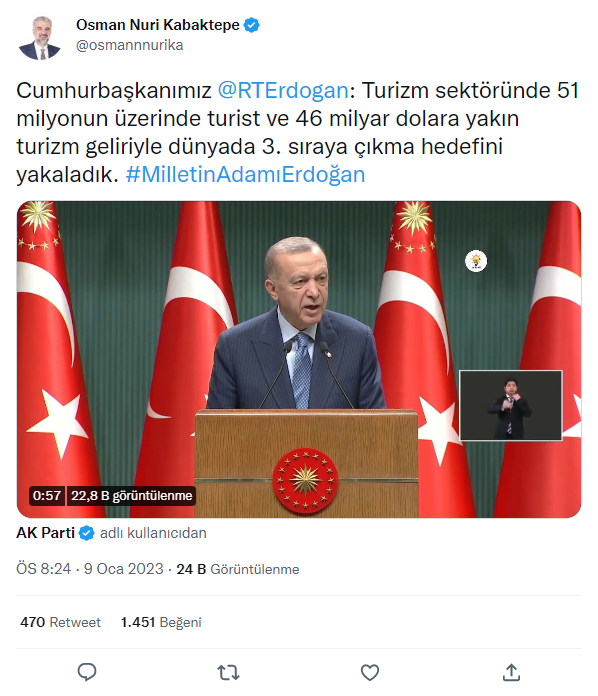 Osman Nuri Kabaktepe
@osmannnurika
Cumhurbaşkanımız @RTErdogan: Turizm sektöründe 51
milyonun üzerinde turist ve 46 milyar dolara yakın
turizm geliriyle dünyada 3. sıraya çıkma hedefini
yakaladık. #MilletinAdamıErdoğan
0:57 22,8 B görüntülenme
AK Parti adlı kullanıcıdan
ÖS 8:24 · 9 Oca 2023 · 24 B Görüntülenme
470 Retweet 1.451 Beğeni